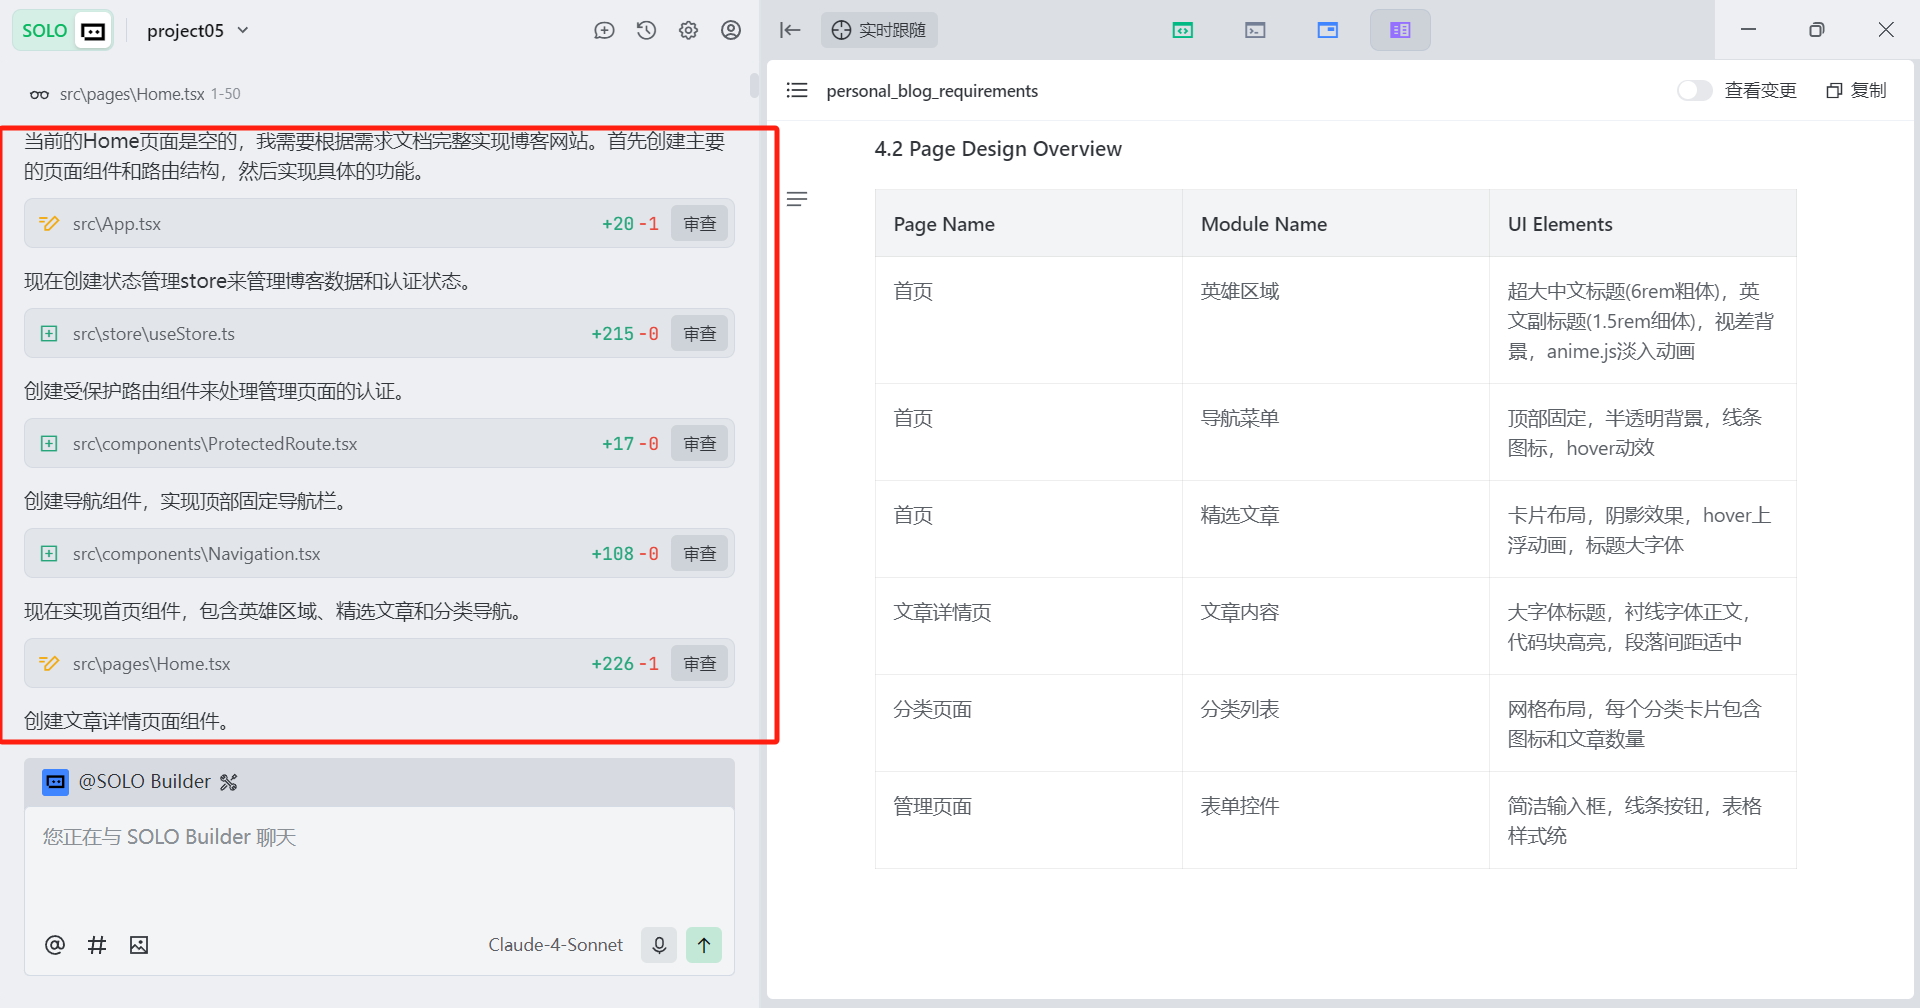 SOLO
project05
实时跟随
src\pages\Home.tsx 1-50
当前的Home页面是空的，我需要根据需求文档完整实现博客网站。首先创建主要
的页面组件和路由结构，然后实现具体的功能。
src\App.tsx +20 -1 审查
现在创建状态管理store来管理博客数据和认证状态。
src\store\useStore.ts +215 -0 审查
创建受保护路由组件来处理管理页面的认证。
src\components\ProtectedRoute.tsx +17 -0 审查
创建导航组件，实现顶部固定导航栏。
src\components\Navigation.tsx +108 -0 审查
现在实现首页组件，包含英雄区域、精选文章和分类导航。
src\pages\Home.tsx +226 -1 审查
创建文章详情页面组件。
@SOLO Builder
您正在与 SOLO Builder 聊天
Claude-4-Sonnet
personal_blog_requirements
查看变更
复制
4.2 Page Design Overview
Page Name Module Name UI Elements
首页 英雄区域 超大中文标题(6rem粗体)，英
文副标题(1.5rem细体)，视差背
景，anime.js淡入动画
首页 导航菜单 顶部固定，半透明背景，线条
图标，hover动效
首页 精选文章 卡片布局，阴影效果，hover上
浮动画，标题大字体
文章详情页 文章内容 大字体标题，衬线字体正文，
代码块高亮，段落间距适中
分类页面 分类列表 网格布局，每个分类卡片包含
图标和文章数量
管理页面 表单控件 简洁输入框，线条按钮，表格
样式统